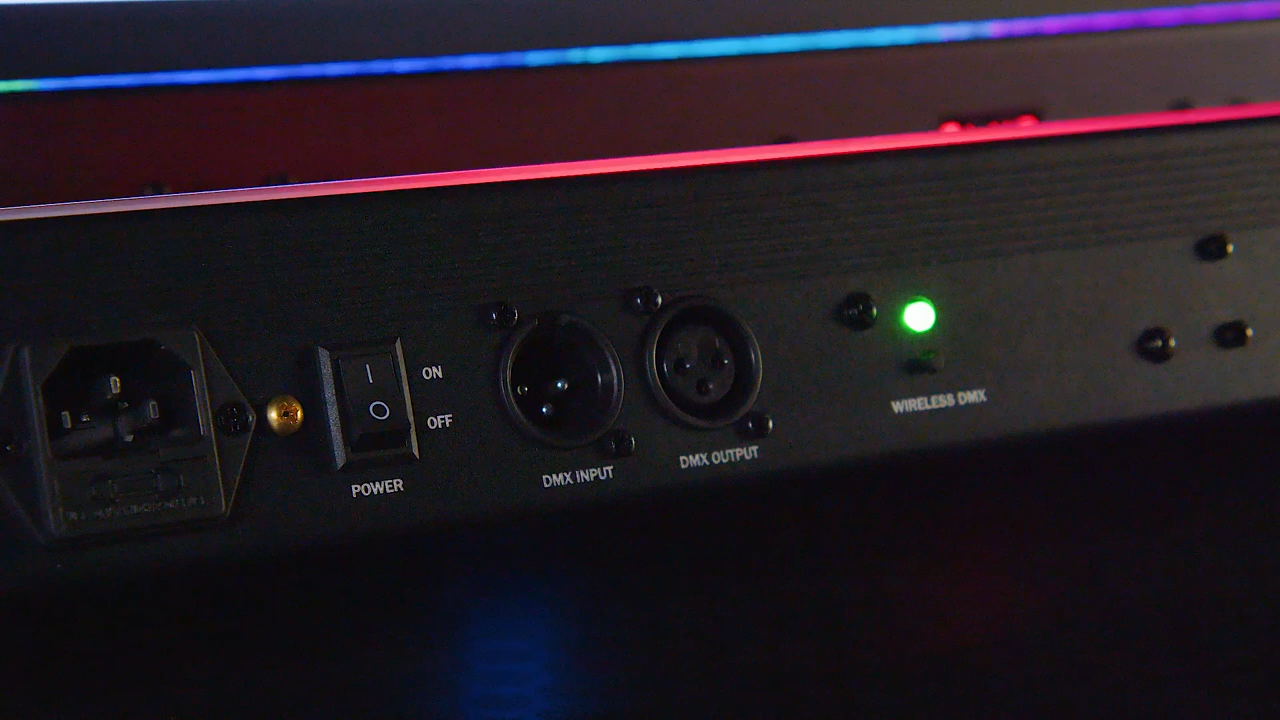 ON
OFF
POWER
DMX INPUT
DMX OUTPUT
WIRELESS DMX